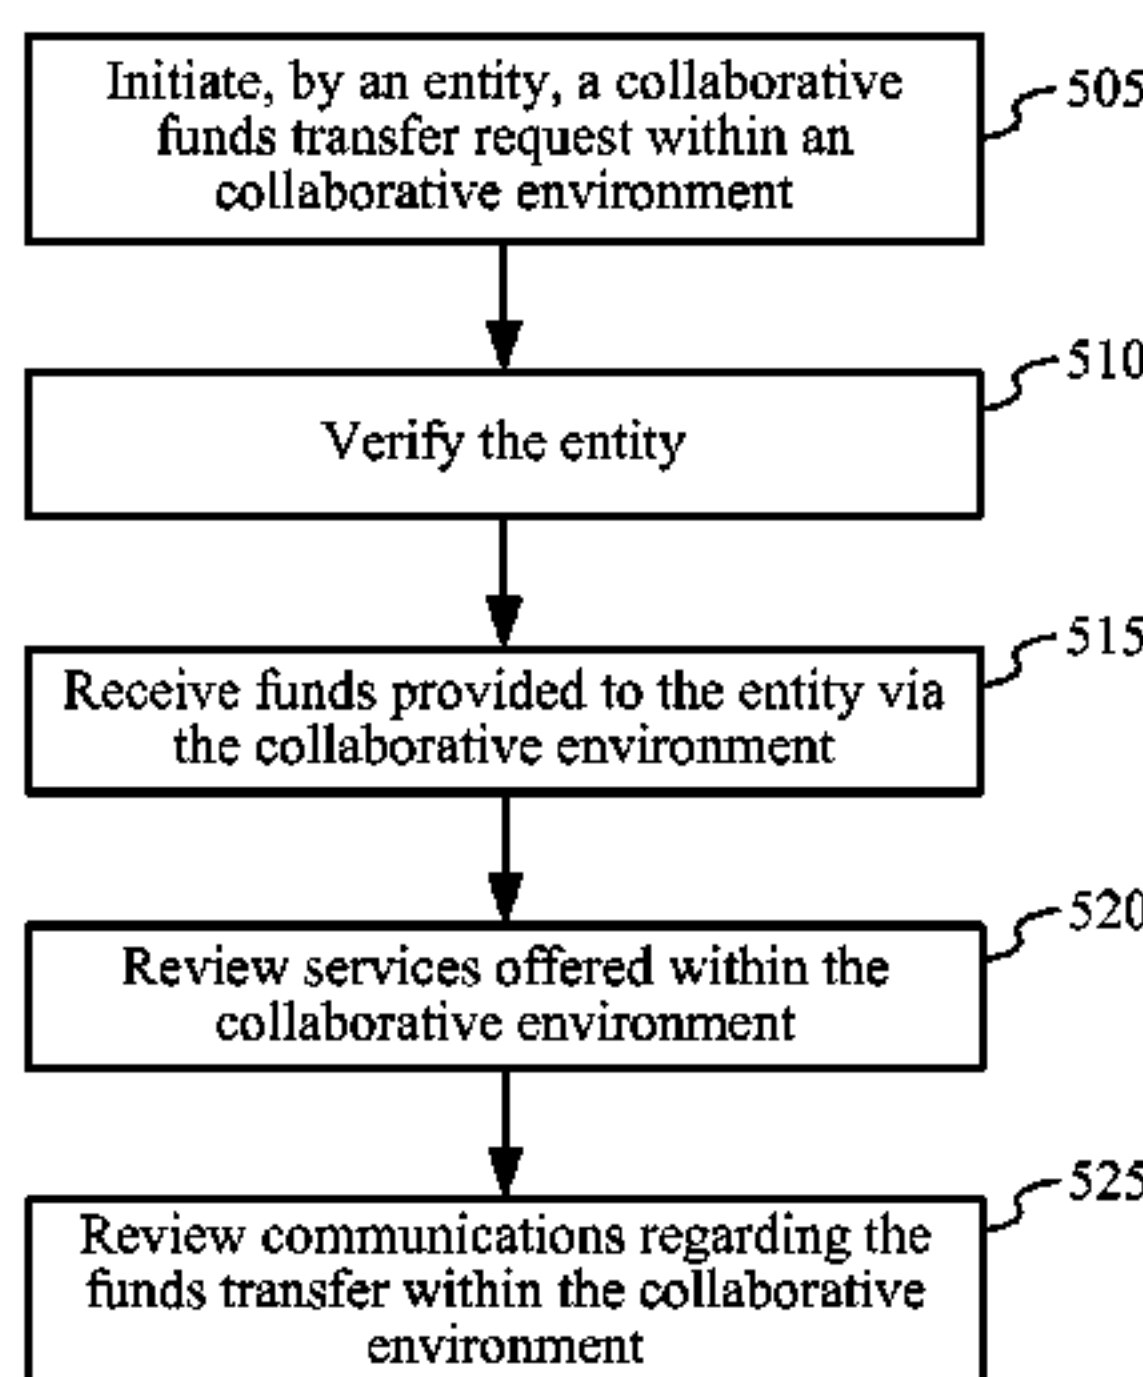 Initiate, by an entity, a collaborative
funds transfer request within an
collaborative environment
505
Verify the entity
510
Receive funds provided to the entity via
the collaborative environment
515
Review services offered within the
collaborative environment
520
Review communications regarding the
funds transfer within the collaborative
environment
525